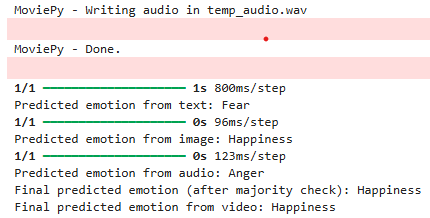 MoviePy - Writing audio in temp_audio.wav
MoviePy - Done.
1/1 ━━━━━━━━━━━━━━━━━━━━ 1s 800ms/step
Predicted emotion from text: Fear
1/1 ━━━━━━━━━━━━━━━━━━━━ 0s 96ms/step
Predicted emotion from image: Happiness
1/1 ━━━━━━━━━━━━━━━━━━━━ 0s 123ms/step
Predicted emotion from audio: Anger
Final predicted emotion (after majority check): Happiness
Final predicted emotion from video: Happiness